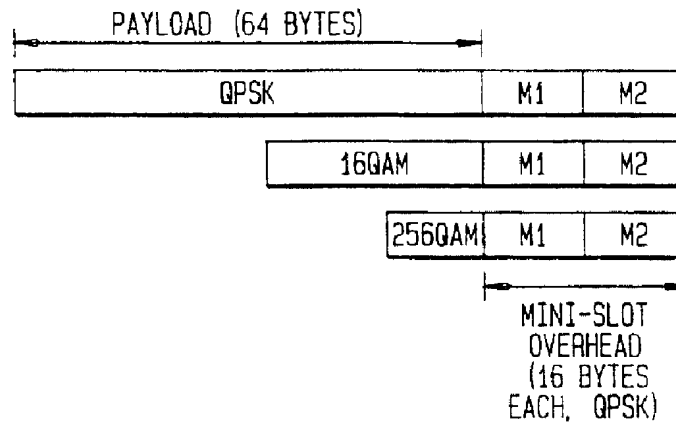 PAYLOAD (64 BYTES)
QPSK M1 M2
16QAM M1 M2
256QAM M1 M2
MINI-SLOT
OVERHEAD
(16 BYTES
EACH, QPSK)